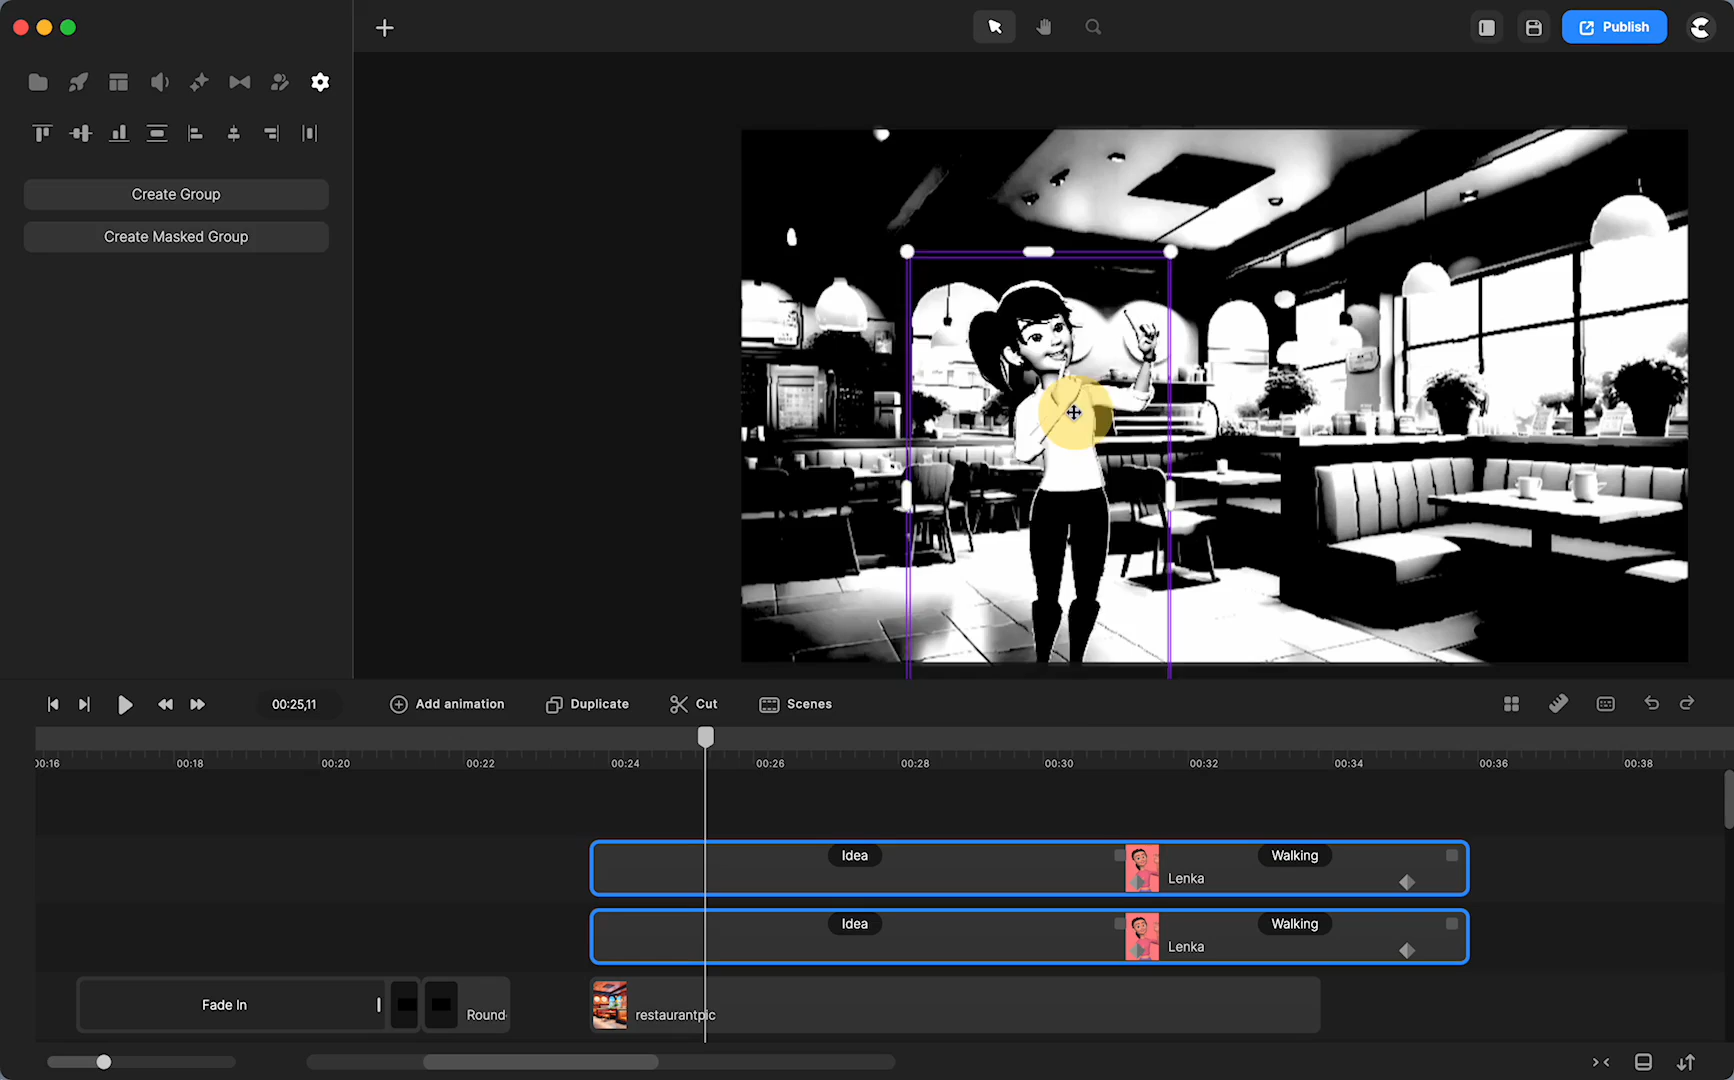 Publish
Create Group
Create Masked Group
00:25,11
Add animation
Duplicate
Cut
Scenes
00:16
00:18
00:20
00:22
00:24
00:26
00:28
00:30
00:32
00:34
00:36
00:38
Idea
Walking
Lenka
Idea
Walking
Lenka
Fade In
Round-
restaurantpic